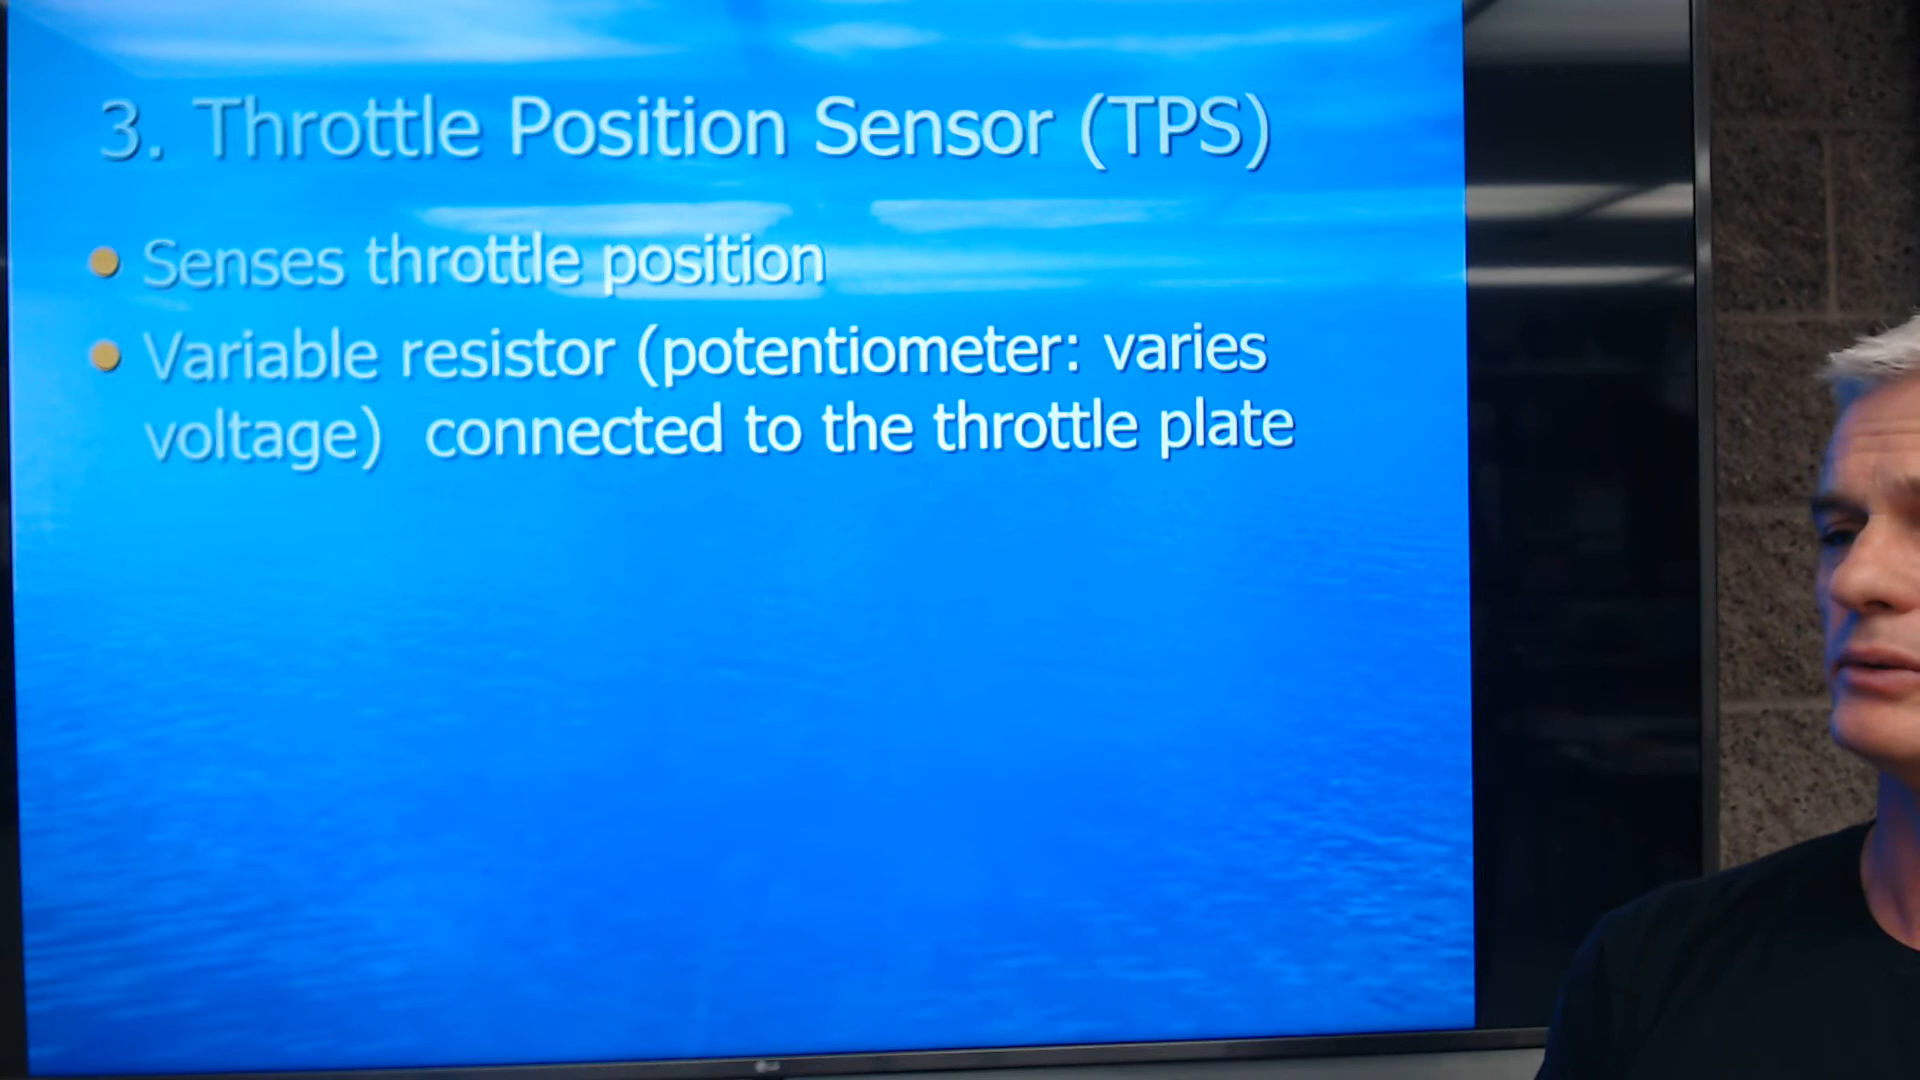 3. Throttle Position Sensor (TPS)
Senses throttle position
Variable resistor (potentiometer: varies
voltage) connected to the throttle plate